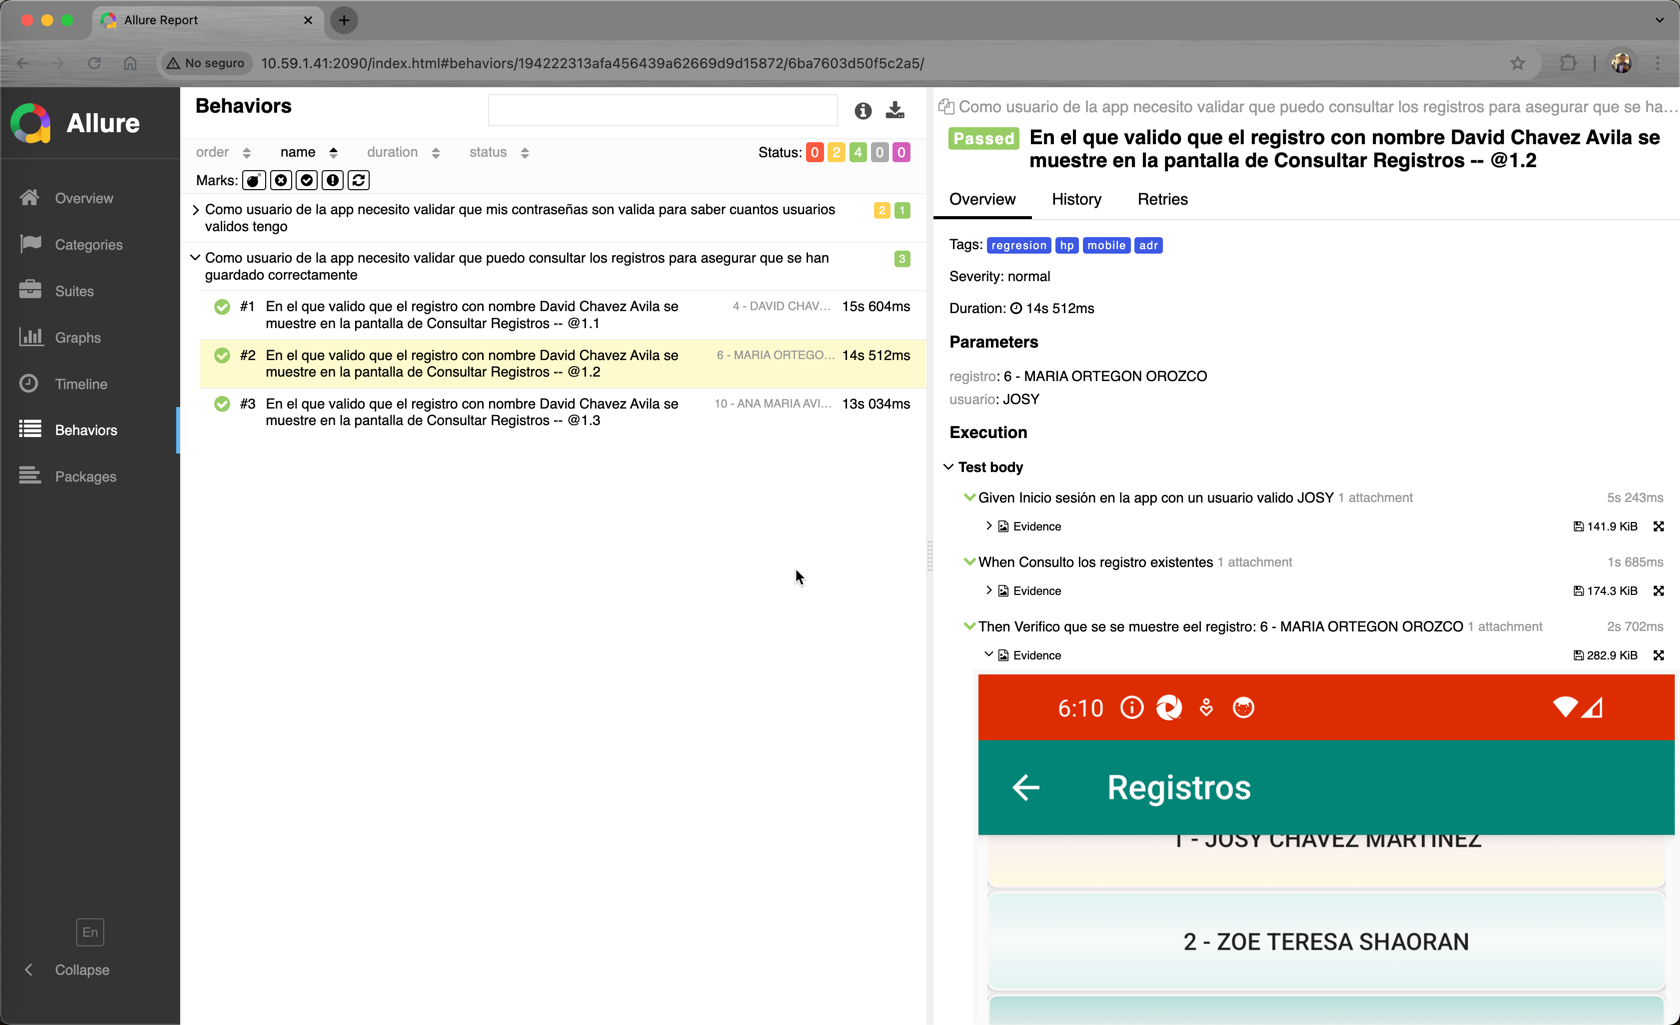 Allure Report
No seguro
10.59.1.41:2090/index.html#behaviors/194222313afa456439a62669d9d15872/6ba7603d50f5c2a5/
Allure
Overview
Categories
Suites
Graphs
Timeline
Behaviors
Packages
En
Collapse
Behaviors
order name duration status
Status: 0 2 4 0 0
Marks:
Como usuario de la app necesito validar que mis contraseñas son valida para saber cuantos usuarios
validos tengo
2 1
Como usuario de la app necesito validar que puedo consultar los registros para asegurar que se han
guardado correctamente
3
#1 En el que valido que el registro con nombre David Chavez Avila se
muestre en la pantalla de Consultar Registros -- @1.1
4 - DAVID CHAV... 15s 604ms
#2 En el que valido que el registro con nombre David Chavez Avila se
muestre en la pantalla de Consultar Registros -- @1.2
6 - MARIA ORTEGO... 14s 512ms
#3 En el que valido que el registro con nombre David Chavez Avila se
muestre en la pantalla de Consultar Registros -- @1.3
10 - ANA MARIA AVI... 13s 034ms
Como usuario de la app necesito validar que puedo consultar los registros para asegurar que se ha...
Passed
En el que valido que el registro con nombre David Chavez Avila se
muestre en la pantalla de Consultar Registros -- @1.2
Overview History Retries
Tags: regresion hp mobile adr
Severity: normal
Duration: 14s 512ms
Parameters
registro: 6 - MARIA ORTEGON OROZCO
usuario: JOSY
Execution
Test body
Given Inicio sesión en la app con un usuario valido JOSY 1 attachment 5s 243ms
Evidence 141.9 KiB
When Consulto los registro existentes 1 attachment 1s 685ms
Evidence 174.3 KiB
Then Verifico que se se muestre eel registro: 6 - MARIA ORTEGON OROZCO 1 attachment 2s 702ms
Evidence 282.9 KiB
6:10
Registros
1 - JOSY CHAVEZ MARTINEZ
2 - ZOE TERESA SHAORAN